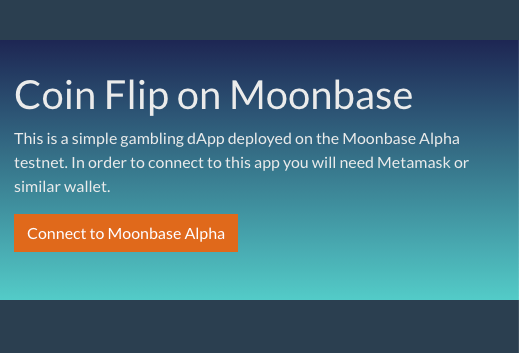 Coin Flip on Moonbase
This is a simple gambling dApp deployed on the Moonbase Alpha
testnet. In order to connect to this app you will need Metamask or
similar wallet.
Connect to Moonbase Alpha